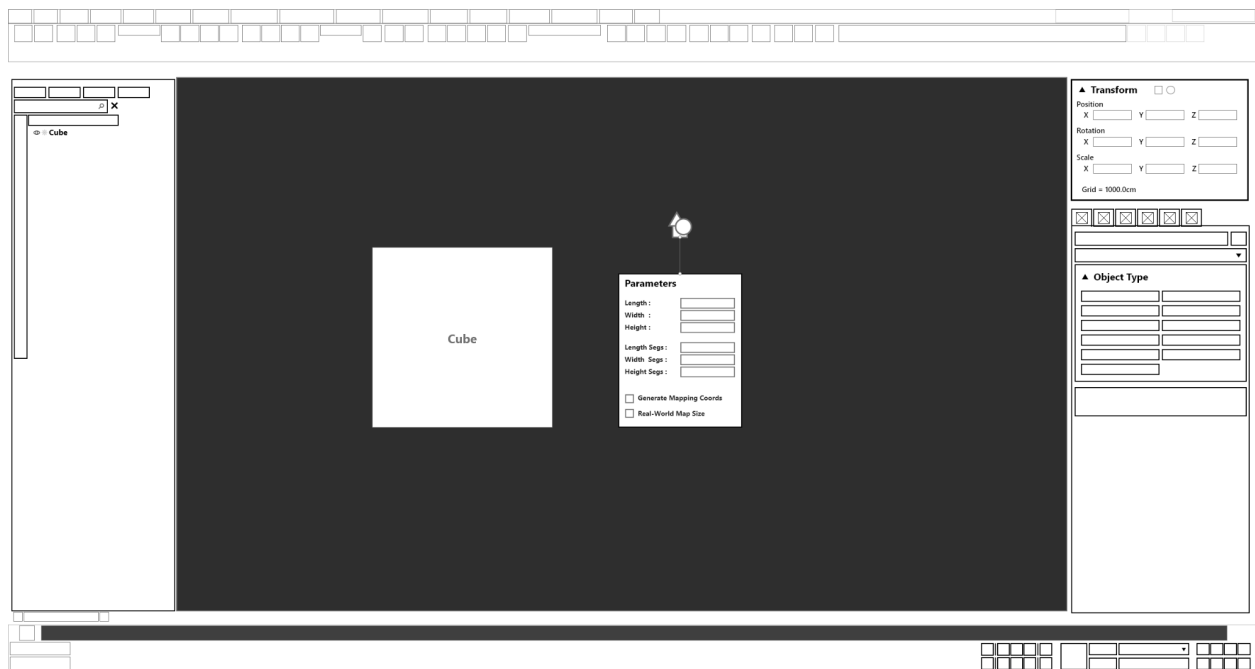 Cube
Cube
Parameters
Length :
Width :
Height :
Length Segs :
Width Segs :
Height Segs :
Generate Mapping Coords
Real-World Map Size
Transform
Position
X Y Z
Rotation
X Y Z
Scale
X Y Z
Grid = 1000.0cm
Object Type